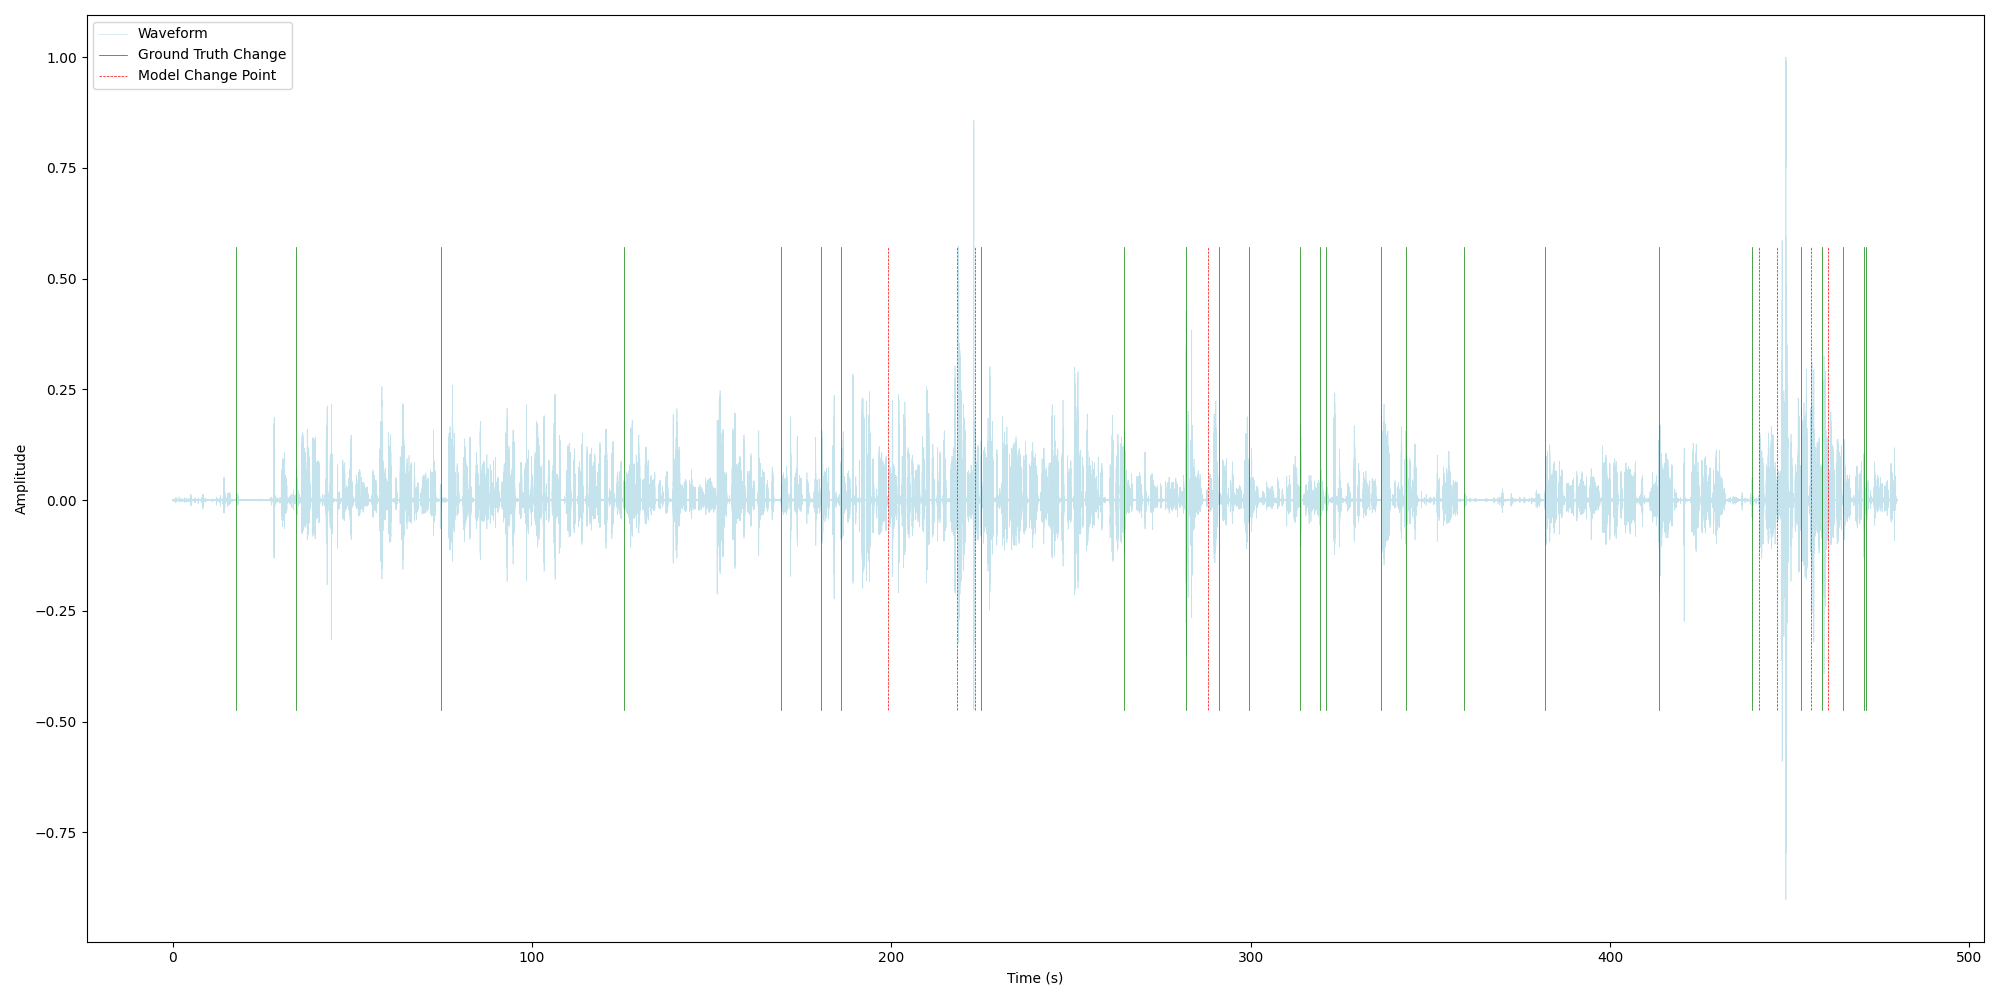 Waveform
Ground Truth Change
Model Change Point
1.00
0.75
0.50
0.25
0.00
−0.25
−0.50
−0.75
Amplitude
0
100
200
300
400
500
Time (s)